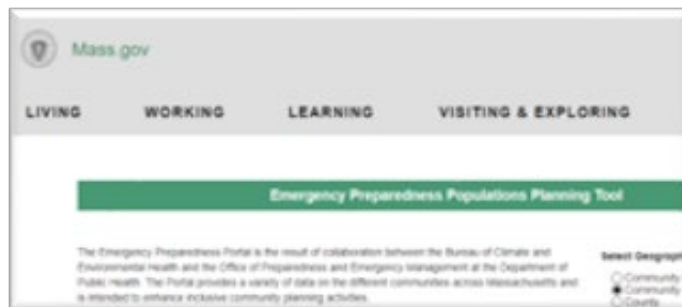 Mass.gov
LIVING WORKING LEARNING VISITING & EXPLORING
Emergency Preparedness Populations Planning Tool
The Emergency Preparedness Portal is the result of collaboration between the Bureau of Climate and
Environmental Health and the Office of Preparedness and Emergency Management at the Department of
Public Health. The Portal provides a variety of data on the different communities across Massachusetts and
is intended to enhance inclusive community planning activities.
Select Geograph
Community
Community
County